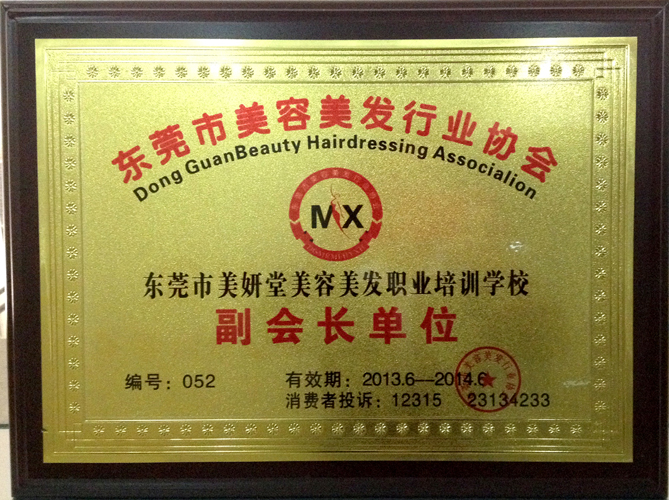 东莞市美容美发行业协会
Dong GuanBeauty Hairdressing Associalion
MX
东莞市美妍堂美容美发职业培训学校
副会长单位
编号：052
有效期：2013.6—2014.6
消费者投诉：12315 23134233